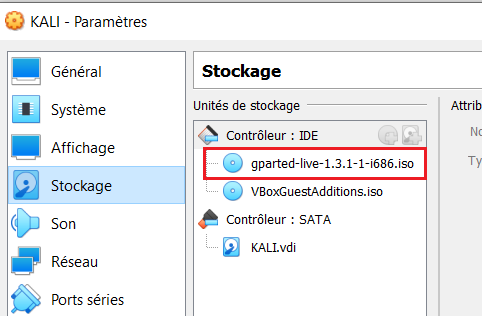 KALI - Paramètres
Général
Système
Affichage
Stockage
Son
Réseau
Ports séries
Stockage
Unités de stockage
Contrôleur : IDE
gparted-live-1.3.1-1-i686.iso
VBoxGuestAdditions.iso
Contrôleur : SATA
KALI.vdi
Attrib
No
Ty